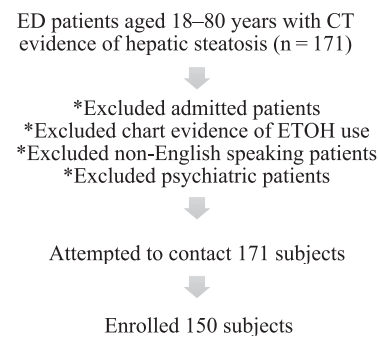 ED patients aged 18–80 years with CT
evidence of hepatic steatosis (n = 171)
*Excluded admitted patients
*Excluded chart evidence of ETOH use
*Excluded non-English speaking patients
*Excluded psychiatric patients
Attempted to contact 171 subjects
Enrolled 150 subjects